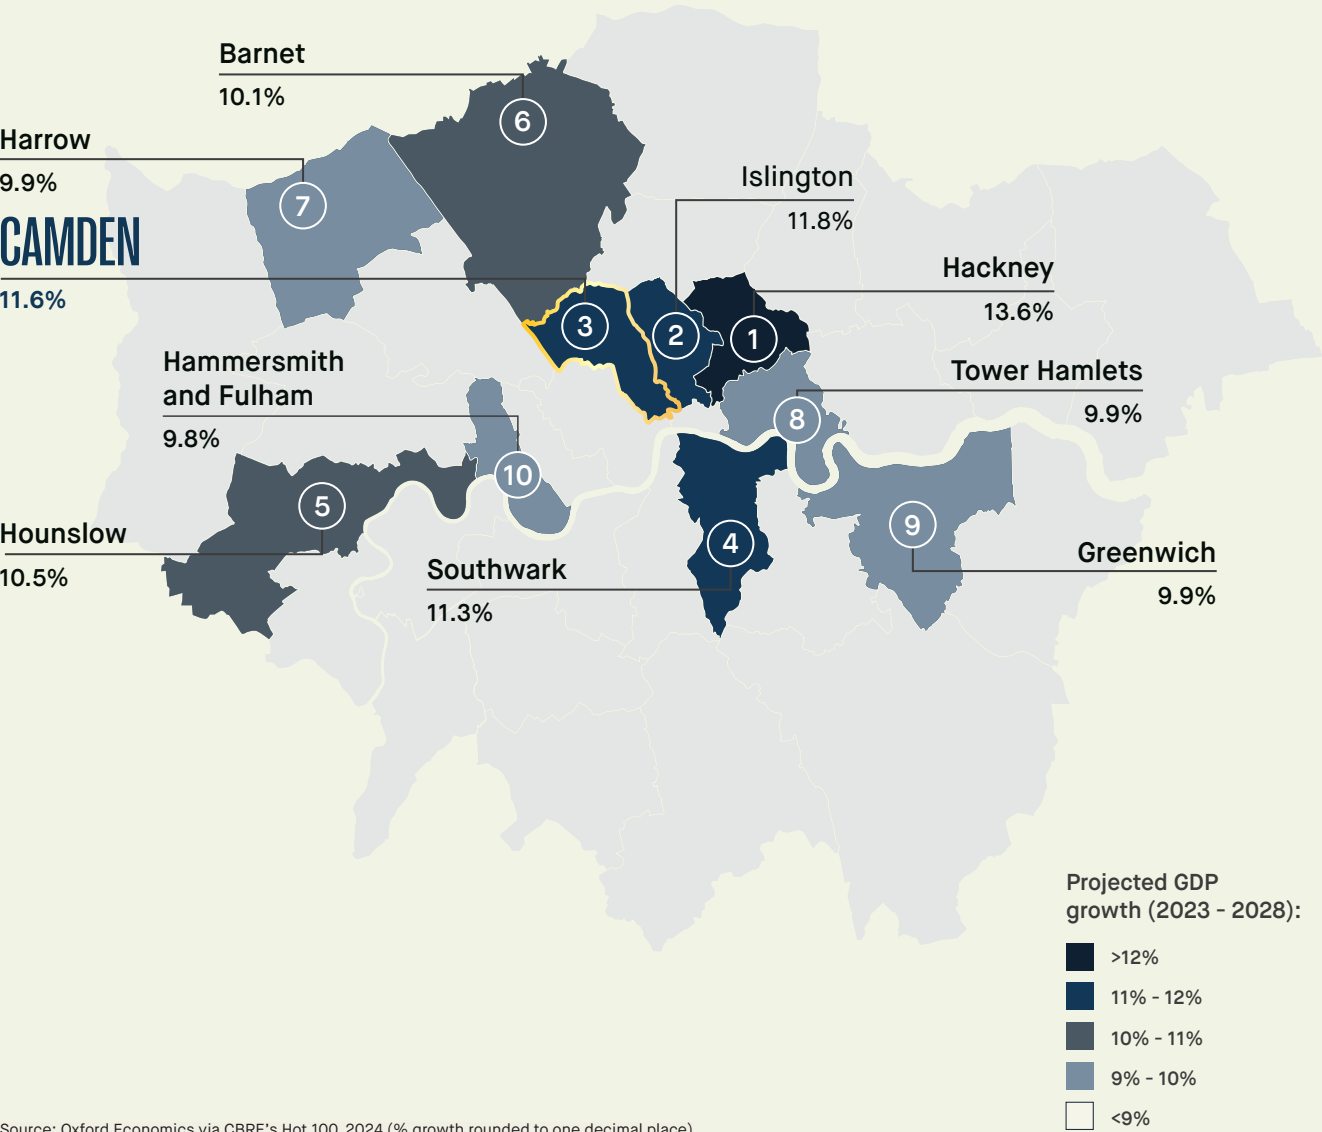 Barnet
10.1%
6
Harrow
9.9%
7
Islington
11.8%
CAMDEN
11.6%
Hackney
13.6%
3
2
1
Hammersmith
and Fulham
9.8%
Tower Hamlets
9.9%
8
10
5
Hounslow
10.5%
9
4
Southwark
11.3%
Greenwich
9.9%
Projected GDP
growth (2023 - 2028):
>12%
11% - 12%
10% - 11%
9% - 10%
<9%
Source: Oxford Economics via CBRE's Hot 100, 2024 (% growth rounded to one decimal place)